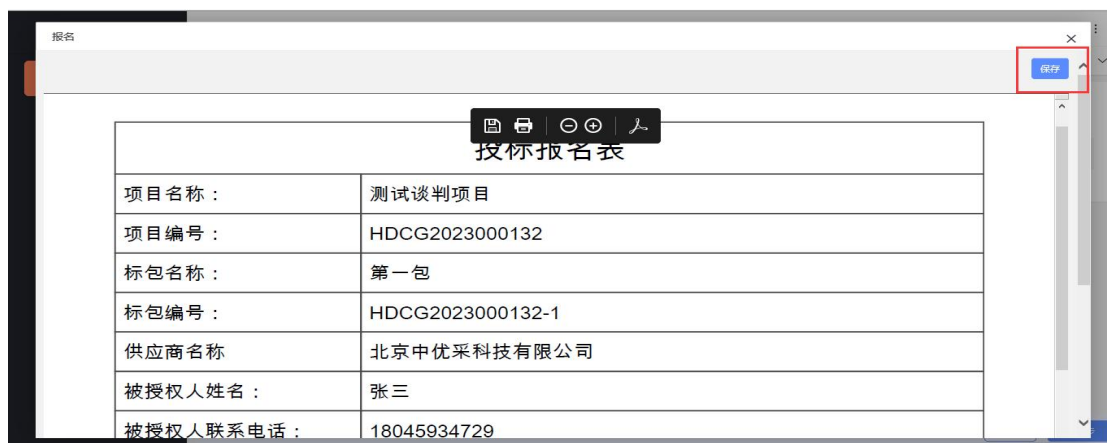 报名
保存
投标报名表
项目名称： 测试谈判项目
项目编号： HDCG2023000132
标包名称： 第一包
标包编号： HDCG2023000132-1
供应商名称 北京中优采科技有限公司
被授权人姓名： 张三
被授权人联系电话： 18045934729